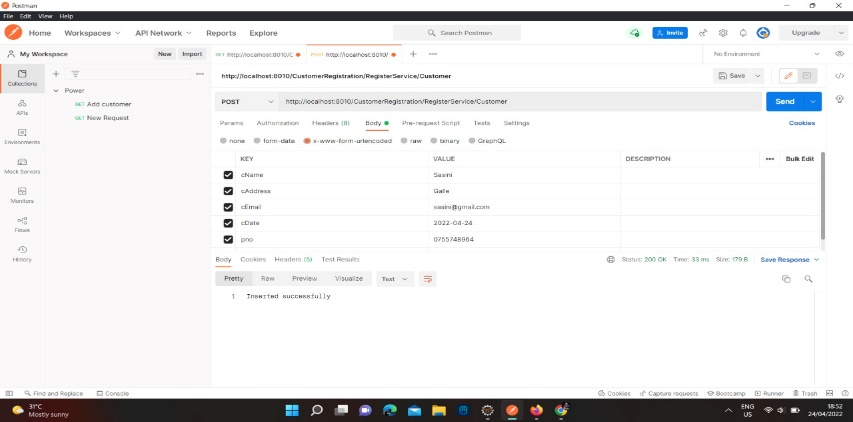 Postman
File Edit View Help
Home Workspaces API Network Reports Explore Search Postman Invite Upgrade
My Workspace New Import GET http://localhost:8010/C POST http://localhost:8010/ + ••• No Environment
Collections
APIs
Environments
Mock Servers
Monitors
Flows
History
Power
GET Add customer
GET New Request
http://localhost:8010/CustomerRegistration/RegisterService/Customer Save
POST http://localhost:8010/CustomerRegistration/RegisterService/Customer Send
Params Authorization Headers (8) Body Pre-request Script Tests Settings Cookies
none form-data x-www-form-urlencoded raw binary GraphQL
KEY VALUE DESCRIPTION ••• Bulk Edit
cName Sasini
cAddress Galle
cEmail sasini@gmail.com
cDate 2022-04-24
pno 0755748964
Body Cookies Headers (5) Test Results Status: 200 OK Time: 33 ms Size: 179 B Save Response
Pretty Raw Preview Visualize Text
1 Inserted successfully
Find and Replace Console Cookies Capture requests Bootcamp Runner Trash
31°C
Mostly sunny
ENG
US
18:52
24/04/2022